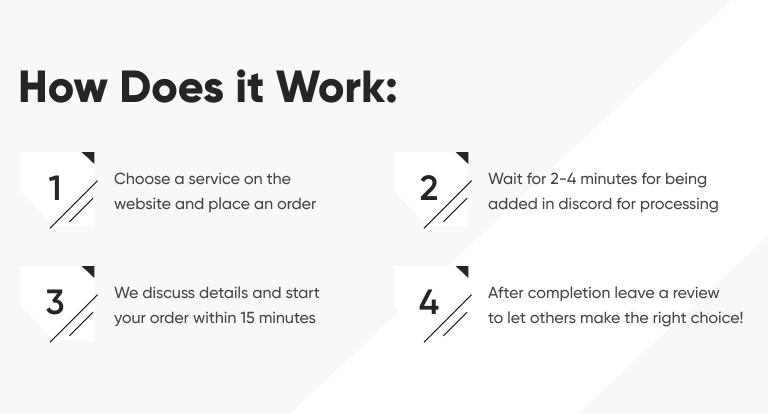 How Does it Work:
1
Choose a service on the
website and place an order
2
Wait for 2-4 minutes for being
added in discord for processing
3
We discuss details and start
your order within 15 minutes
4
After completion leave a review
to let others make the right choice!